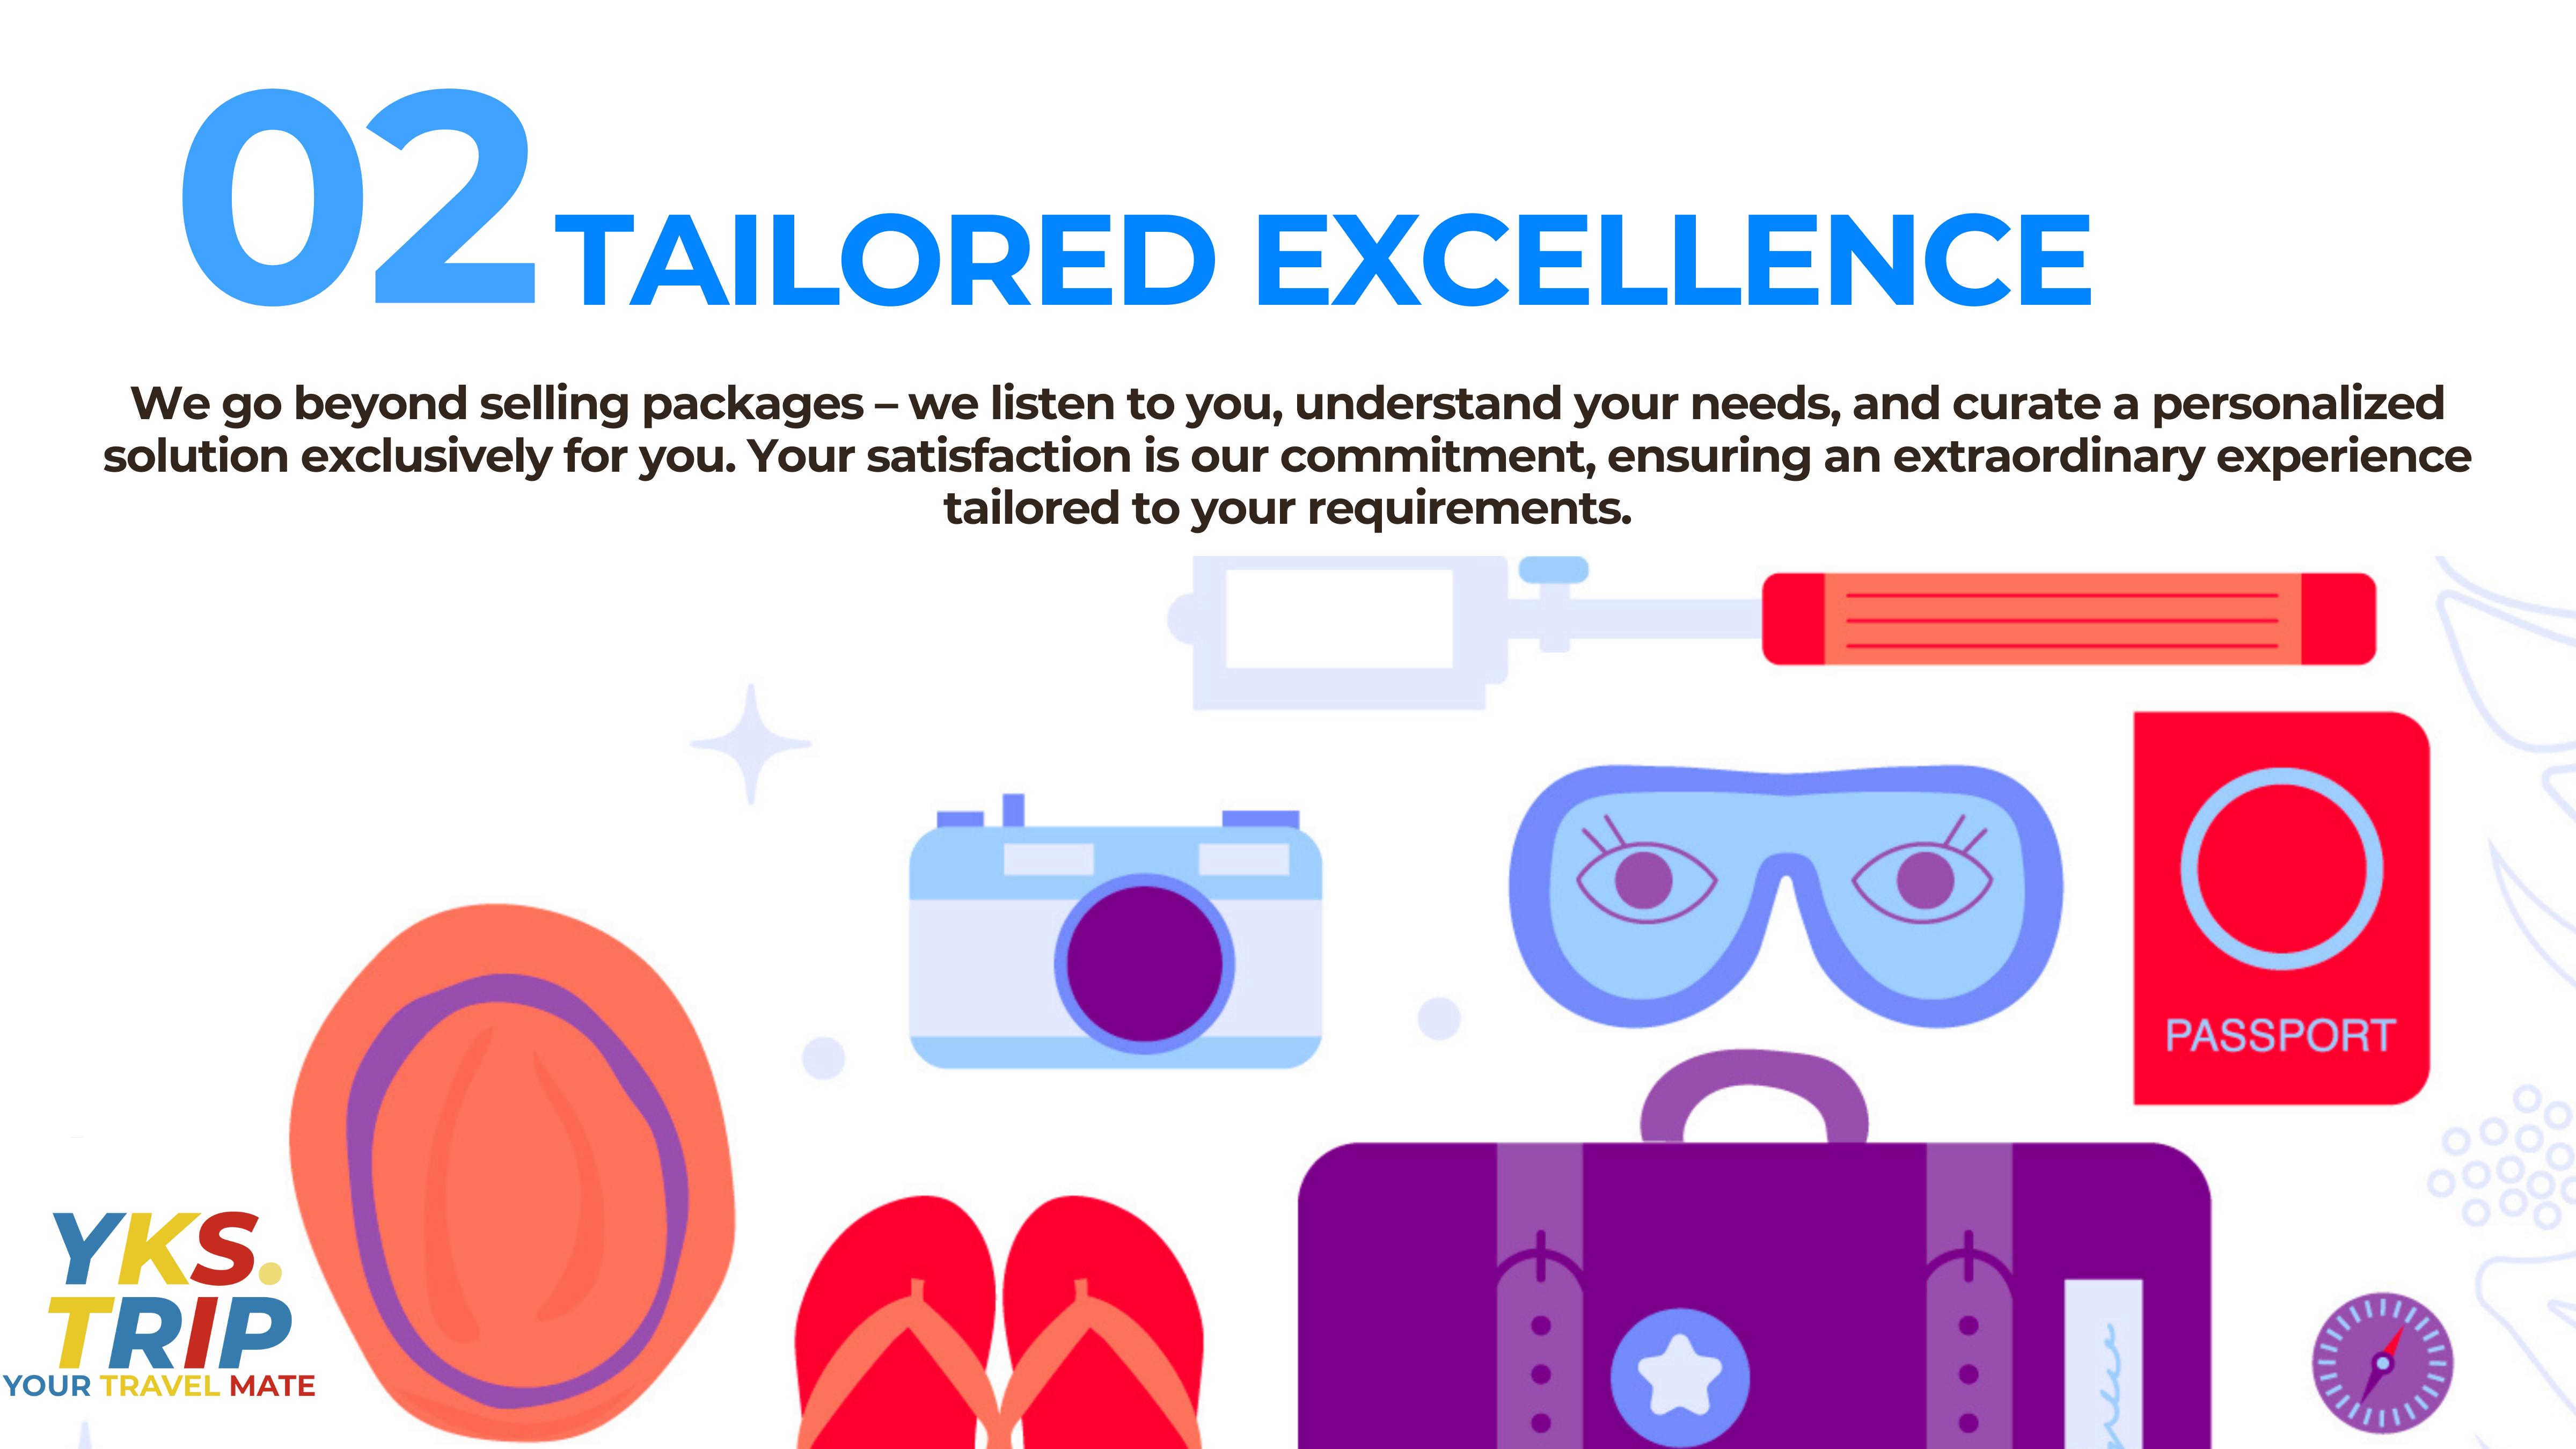 02 TAILORED EXCELLENCE
We go beyond selling packages – we listen to you, understand your needs, and curate a personalized
solution exclusively for you. Your satisfaction is our commitment, ensuring an extraordinary experience
tailored to your requirements.
PASSPORT
YKS.
TRIP
YOUR TRAVEL MATE